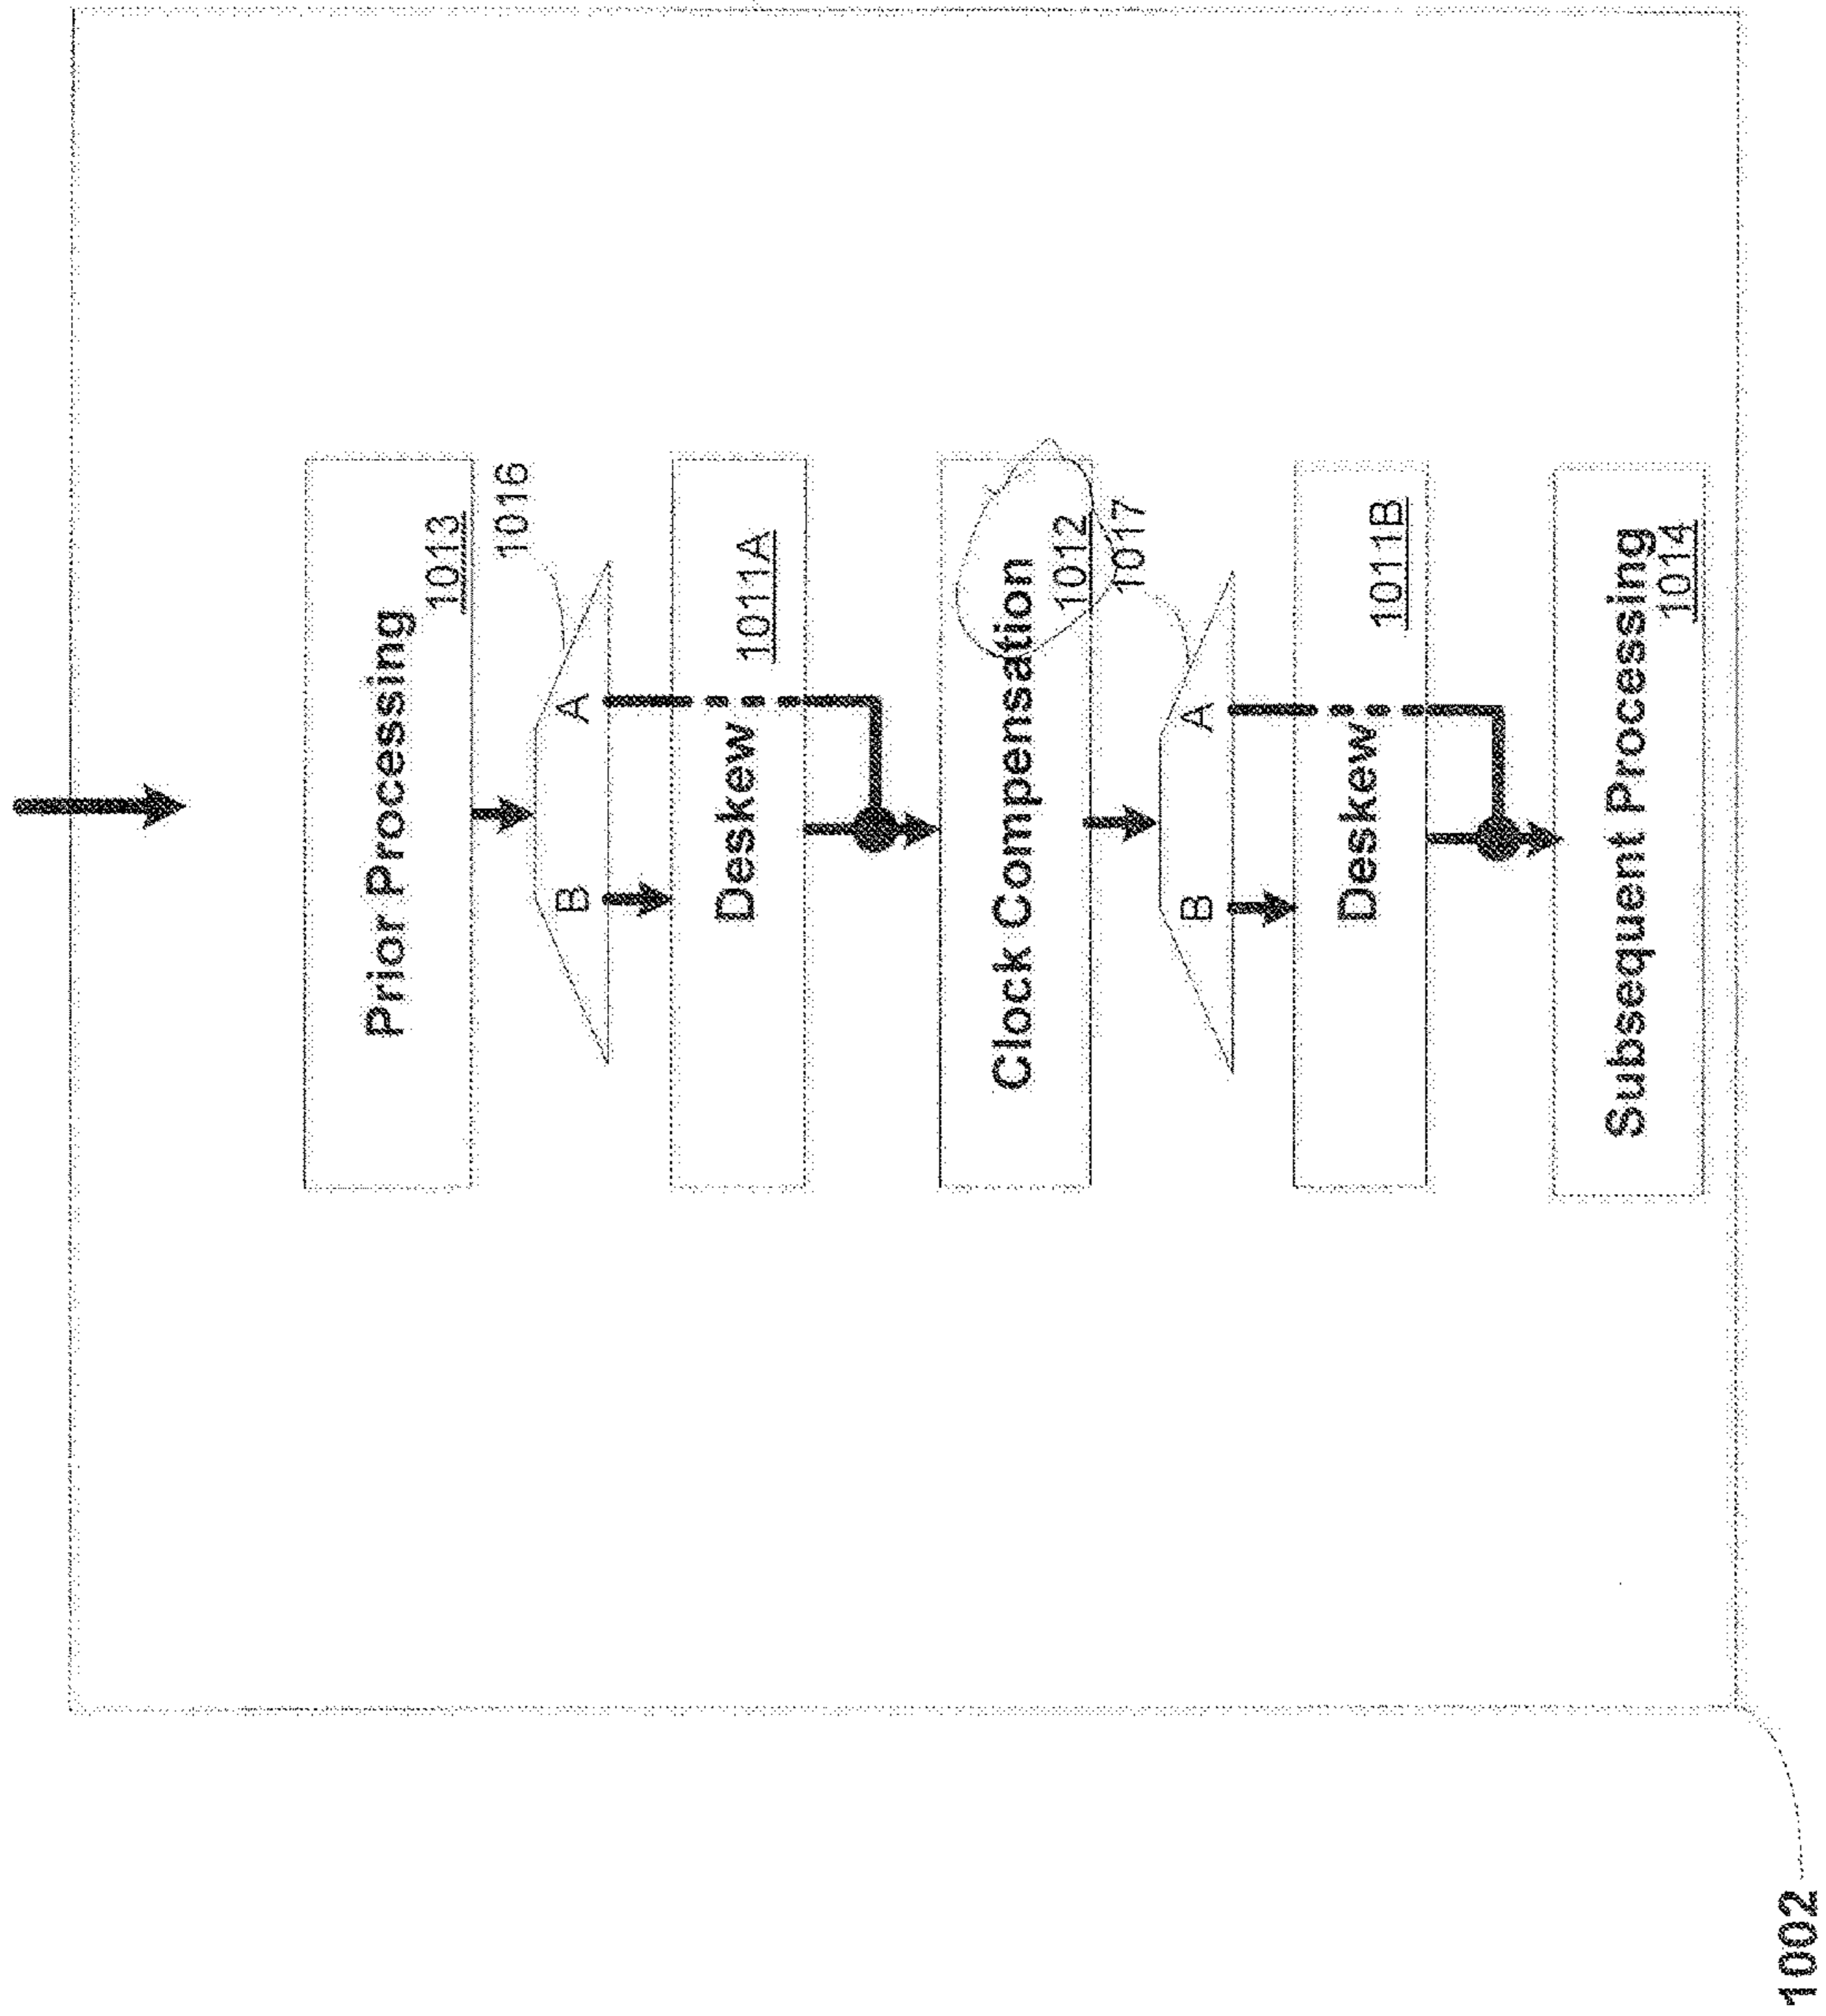 Prior Processing
1013
1016
B
A
Deskew
1011A
Clock Compensation
1012
1017
B
A
Deskew
1011B
Subsequent Processing
1014
1002